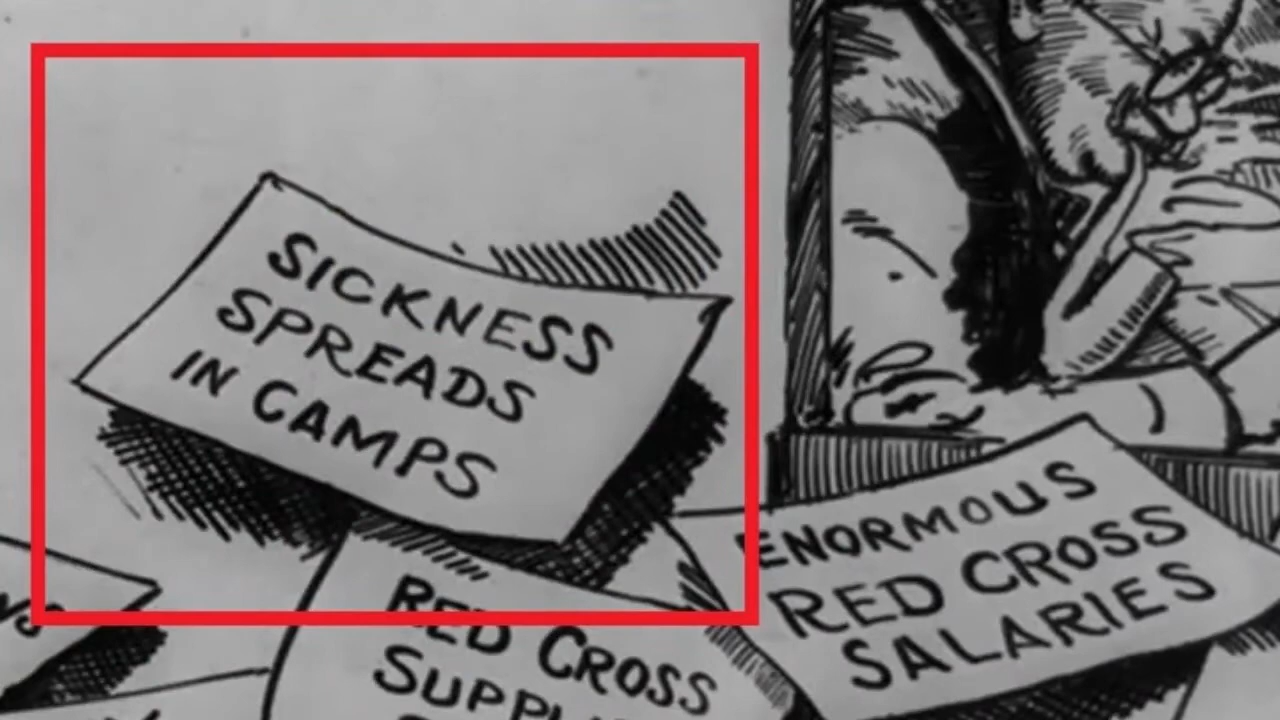 SICKNESS
SPREADS
IN CAMPS
ENORMOUS
RED CROSS
SALARIES
RED CROSS